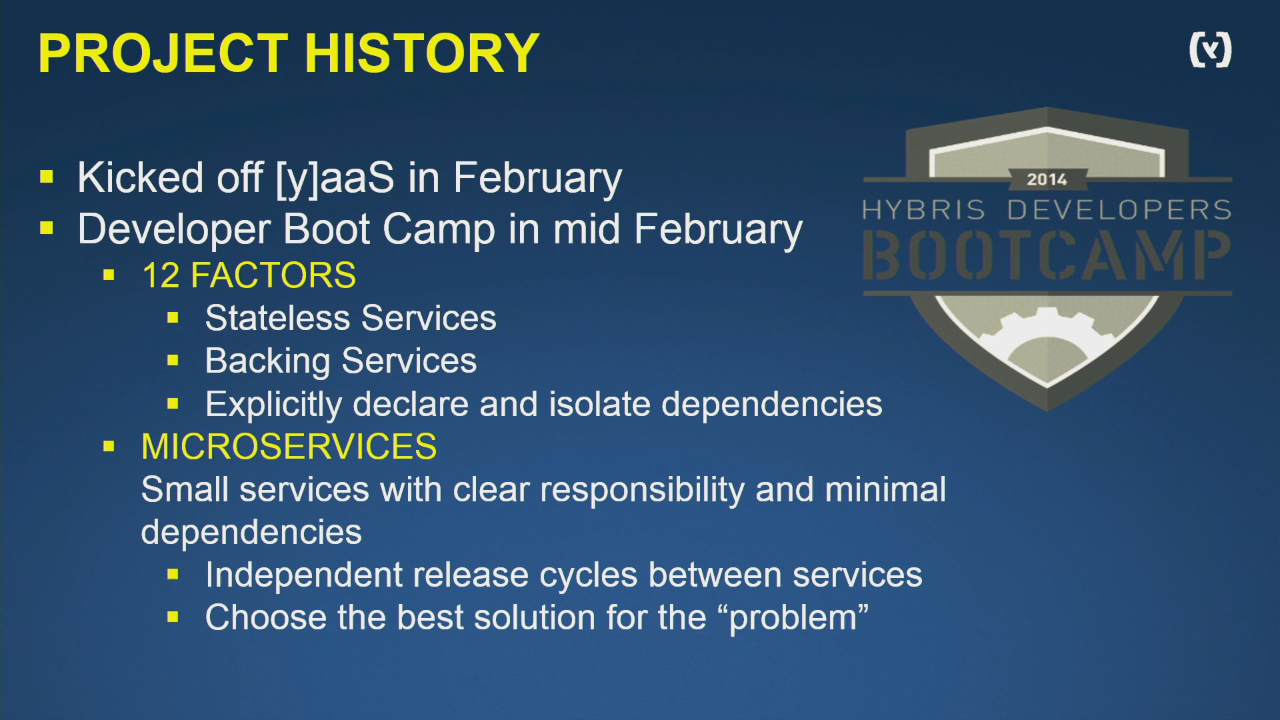 PROJECT HISTORY
Kicked off [y]aaS in February
Developer Boot Camp in mid February
12 FACTORS
Stateless Services
Backing Services
Explicitly declare and isolate dependencies
MICROSERVICES
Small services with clear responsibility and minimal
dependencies
Independent release cycles between services
Choose the best solution for the “problem”
(y)
2014
HYBRIS DEVELOPERS
BOOTCAMP